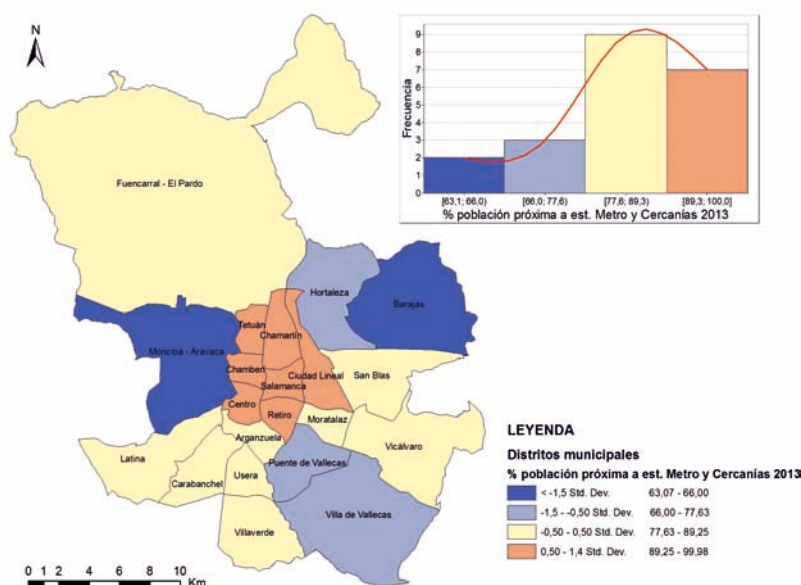 N
Fuencarral - El Pardo
Hortaleza
Barajas
Tetuán
Chamartín
Moncloa - Aravaca
Chamberí
Ciudad Lineal
San Blas
Salamanca
Centro
Retiro
Moratalaz
Arganzuela
Vicálvaro
Latina
Puente de Vallecas
Usera
Carabanchel
Villa de Vallecas
Villaverde
0 1 2 4 6 8 10
Km
Frecuencia
9
8
7
6
5
4
3
2
1
0
[63,1; 66,0) [66,0; 77,6) [77,6; 89,3) [89,3; 100,0]
% población próxima a est. Metro y Cercanías 2013
LEYENDA
Distritos municipales
% población próxima a est. Metro y Cercanías 2013
< -1,5 Std. Dev. 63,07 - 66,00
-1,5 - -0,50 Std. Dev. 66,00 - 77,63
-0,50 - 0,50 Std. Dev. 77,63 - 89,25
0,50 - 1,4 Std. Dev. 89,25 - 99,98